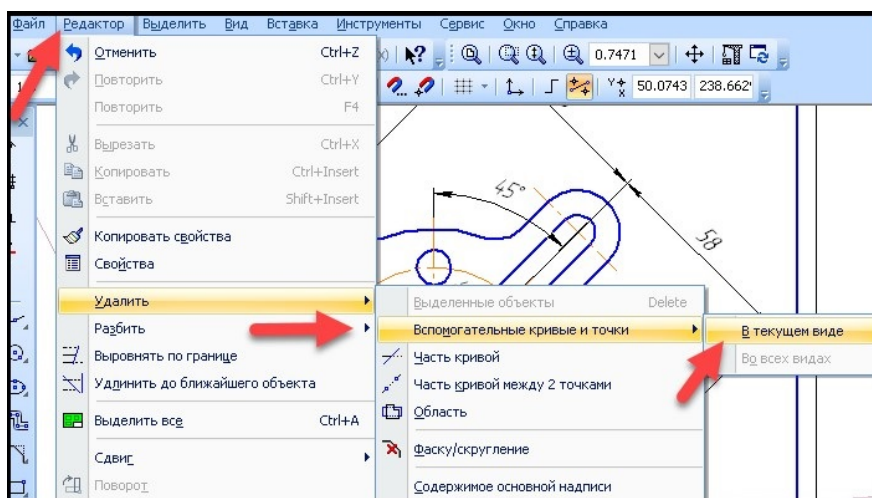 Файл Редактор Выделить Вид Вставка Инструменты Сервис Окно Справка
0.7471
50.0743 238.662
Отменить Ctrl+Z
Повторить Ctrl+Y
Повторить F4
Вырезать Ctrl+X
Копировать Ctrl+Insert
Вставить Shift+Insert
Копировать свойства
Свойства
Удалить
Разбить
Выровнять по границе
Удлинить до ближайшего объекта
Выделить все Ctrl+A
Сдвиг
Поворот
Выделенные объекты Delete
Вспомогательные кривые и точки
Часть кривой
Часть кривой между 2 точками
Область
Фаску/скругление
Содержимое основной надписи
В текущем виде
Во всех видах
45°
58